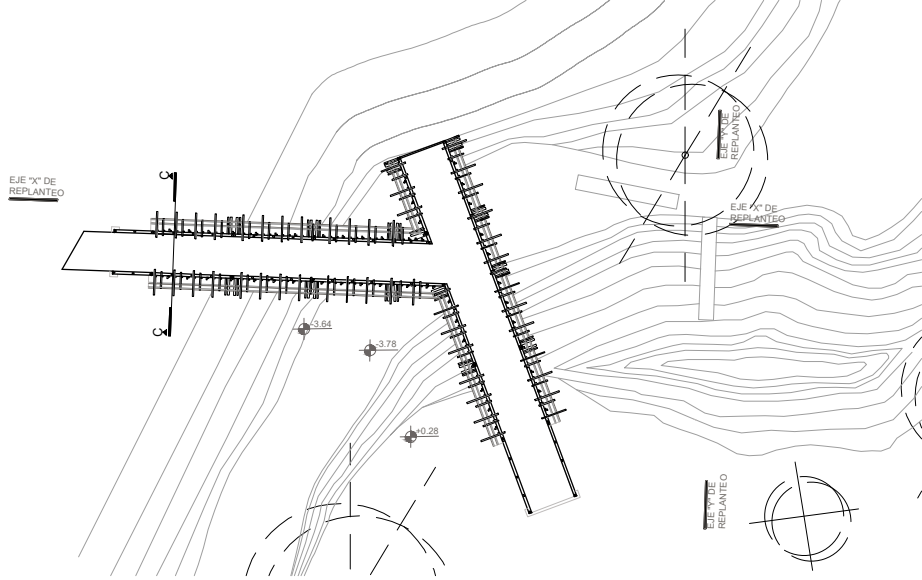 EJE "Y" DE
REPLANTEO
EJE "X" DE
REPLANTEO
C
EJE "X" DE
REPLANTEO
C
-3.64
-3.78
+0.28
EJE "Y" DE
REPLANTEO